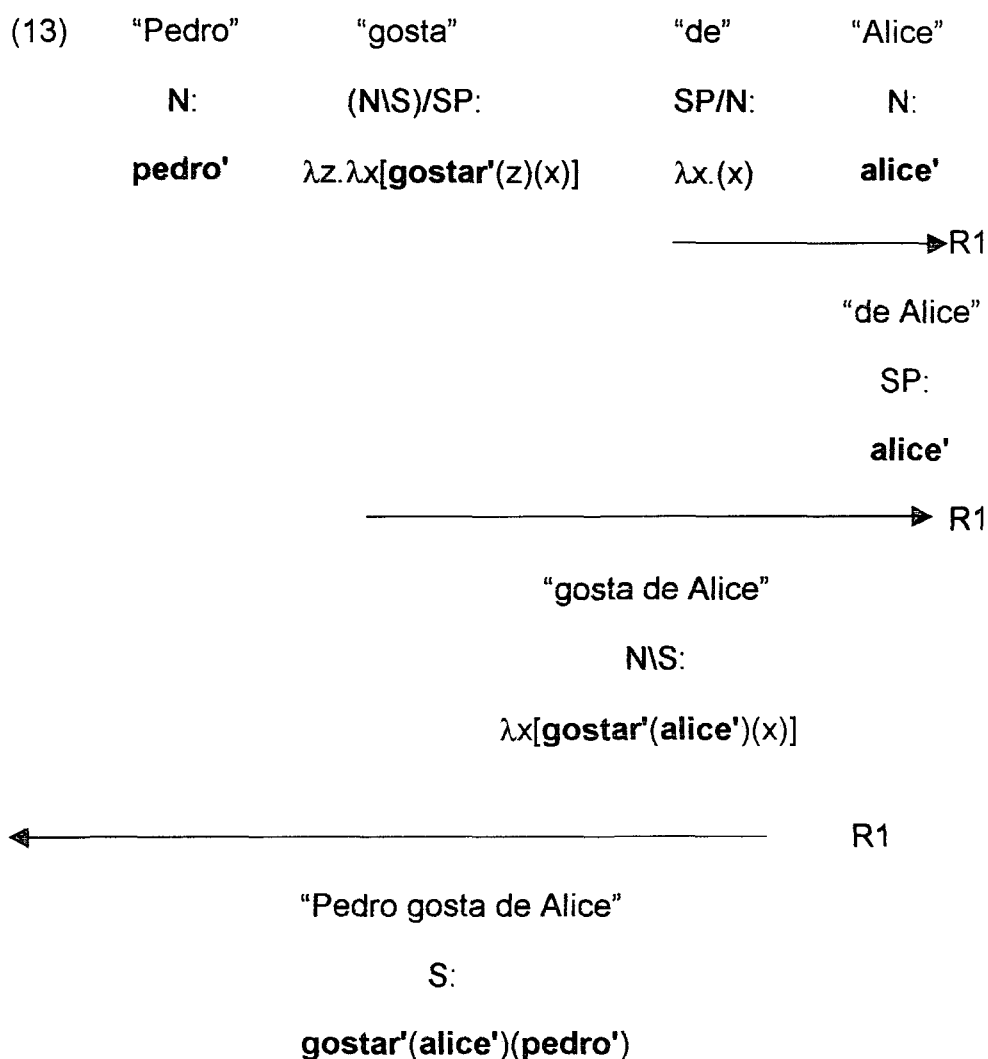 (13) “Pedro” “gosta” “de” “Alice”
N: (N\S)/SP: SP/N: N:
pedro' λz.λx[gostar'(z)(x)] λx.(x) alice'
R1
“de Alice”
SP:
alice'
R1
“gosta de Alice”
N\S:
λx[gostar'(alice')(x)]
R1
“Pedro gosta de Alice”
S:
gostar'(alice')(pedro')